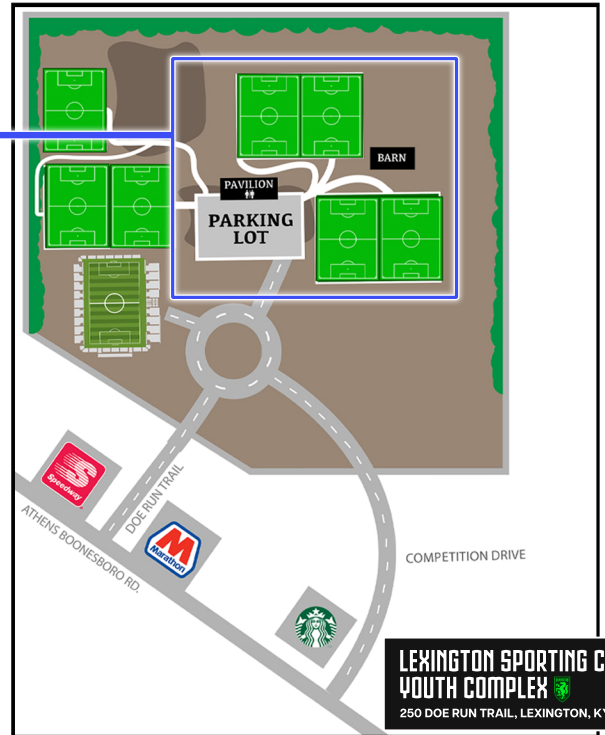 BARN
PAVILION
PARKING
LOT
Speedway
DOE RUN TRAIL
ATHENS BOONESBORO RD.
Marathon
COMPETITION DRIVE
LEXINGTON SPORTING C
YOUTH COMPLEX
250 DOE RUN TRAIL, LEXINGTON, KY